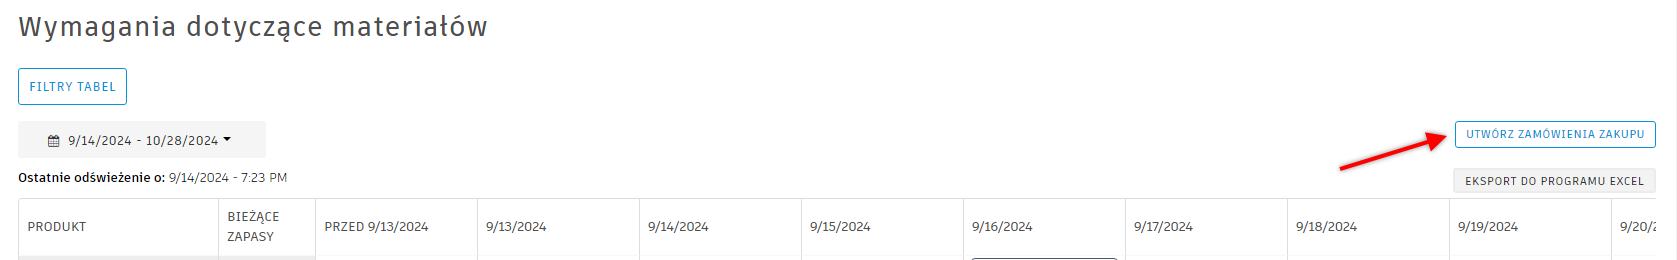 Wymagania dotyczące materiałów
FILTRY TABEL
9/14/2024 - 10/28/2024
UTWÓRZ ZAMÓWIENIA ZAKUPU
Ostatnie odświeżenie o: 9/14/2024 - 7:23 PM
EKSPORT DO PROGRAMU EXCEL
PRODUKT
BIEŻĄCE
ZAPASY
PRZED 9/13/2024
9/13/2024
9/14/2024
9/15/2024
9/16/2024
9/17/2024
9/18/2024
9/19/2024
9/20/2